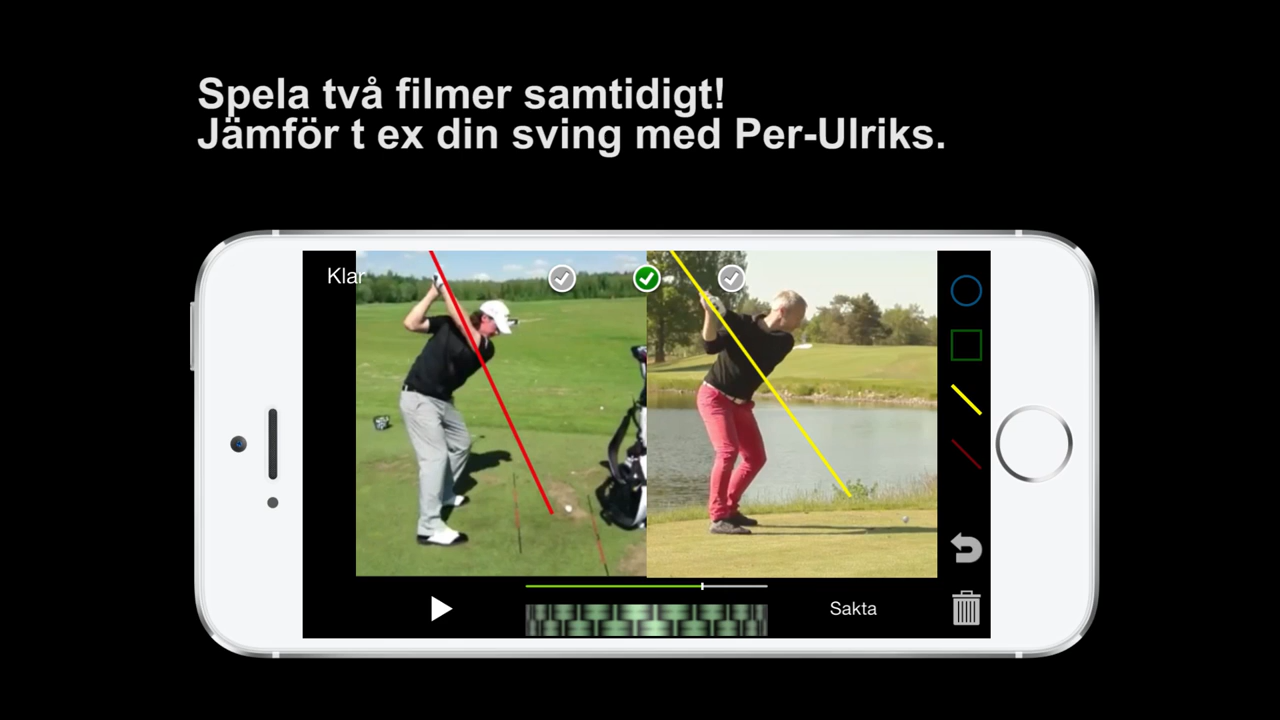 Spela två filmer samtidigt!
Jämför t ex din sving med Per-Ulriks.
Klar
Sakta